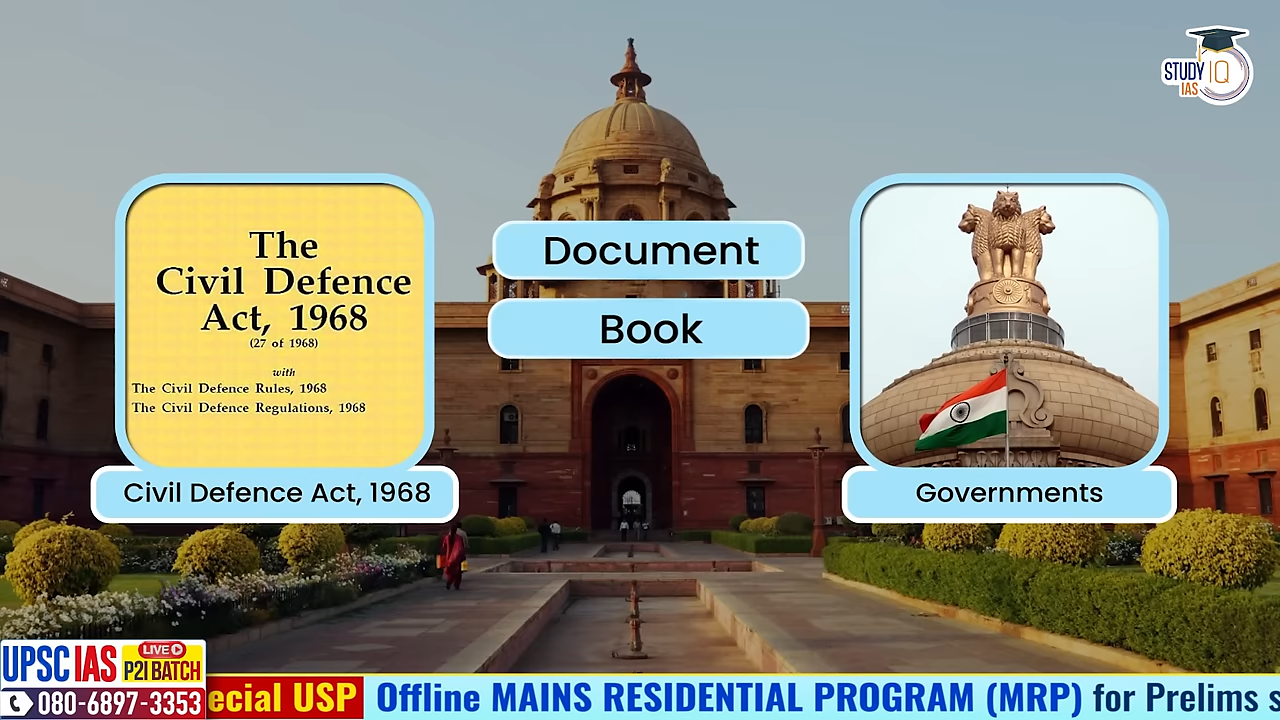 STUDY IQ
IAS
The
Civil Defence
Act, 1968
(27 of 1968)
with
The Civil Defence Rules, 1968
The Civil Defence Regulations, 1968
Civil Defence Act, 1968
Document
Book
Governments
UPSC IAS
LIVE
P2I BATCH
080-6897-3353
ecial USP
Offline MAINS RESIDENTIAL PROGRAM (MRP) for Prelims s